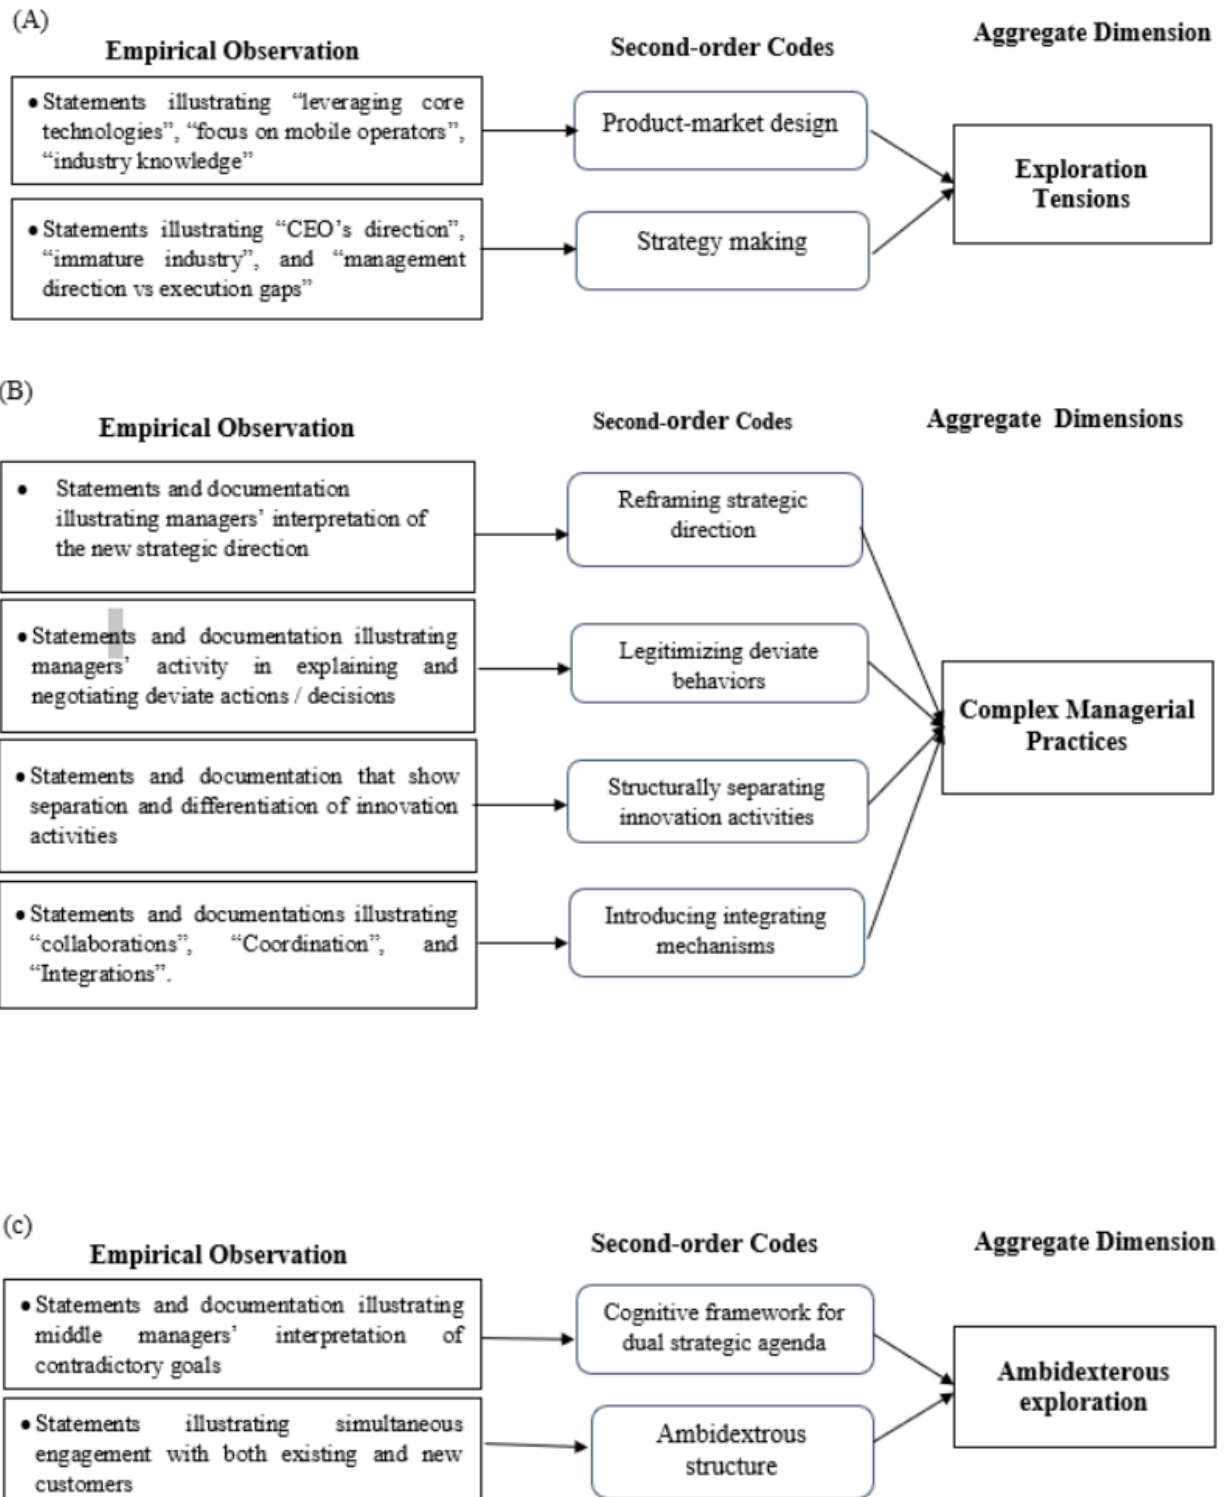 (A)
Empirical Observation
Second-order Codes
Aggregate Dimension
• Statements illustrating “leveraging core
technologies”, “focus on mobile operators”,
“industry knowledge”
Product-market design
Exploration
Tensions
• Statements illustrating “CEO’s direction”,
“immature industry”, and “management
direction vs execution gaps”
Strategy making
(B)
Empirical Observation
Second-order Codes
Aggregate Dimensions
• Statements and documentation
illustrating managers’ interpretation of
the new strategic direction
Reframing strategic
direction
• Statements and documentation illustrating
managers’ activity in explaining and
negotiating deviate actions / decisions
Legitimizing deviate
behaviors
Complex Managerial
Practices
• Statements and documentation that show
separation and differentiation of innovation
activities
Structurally separating
innovation activities
• Statements and documentations illustrating
“collaborations”, “Coordination”, and
“Integrations”.
Introducing integrating
mechanisms
(c)
Empirical Observation
Second-order Codes
Aggregate Dimension
• Statements and documentation illustrating
middle managers’ interpretation of
contradictory goals
Cognitive framework for
dual strategic agenda
Ambidexterous
exploration
• Statements illustrating simultaneous
engagement with both existing and new
customers
Ambidextrous
structure